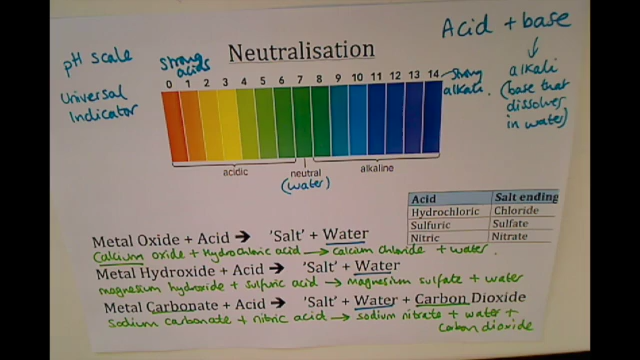 Acid + base
pH scale
strong acids
Neutralisation
alkali
(base that
dissolves
in water)
Universal
Indicator
0 1 2 3 4 5 6 7 8 9 10 11 12 13 14
strong
alkali.
acidic
neutral
alkaline
(water)
Acid Salt ending
Hydrochloric Chloride
Sulfuric Sulfate
Nitric Nitrate
Metal Oxide + Acid → 'Salt' + Water
Calcium oxide + Hydrochloric acid → calcium chloride + water.
Metal Hydroxide + Acid → 'Salt' + Water
magnesium hydroxide + sulfuric acid → magnesium sulfate + water
Metal Carbonate + Acid → 'Salt' + Water + Carbon Dioxide
Sodium carbonate + nitric acid → sodium nitrate + water +
carbon dioxide